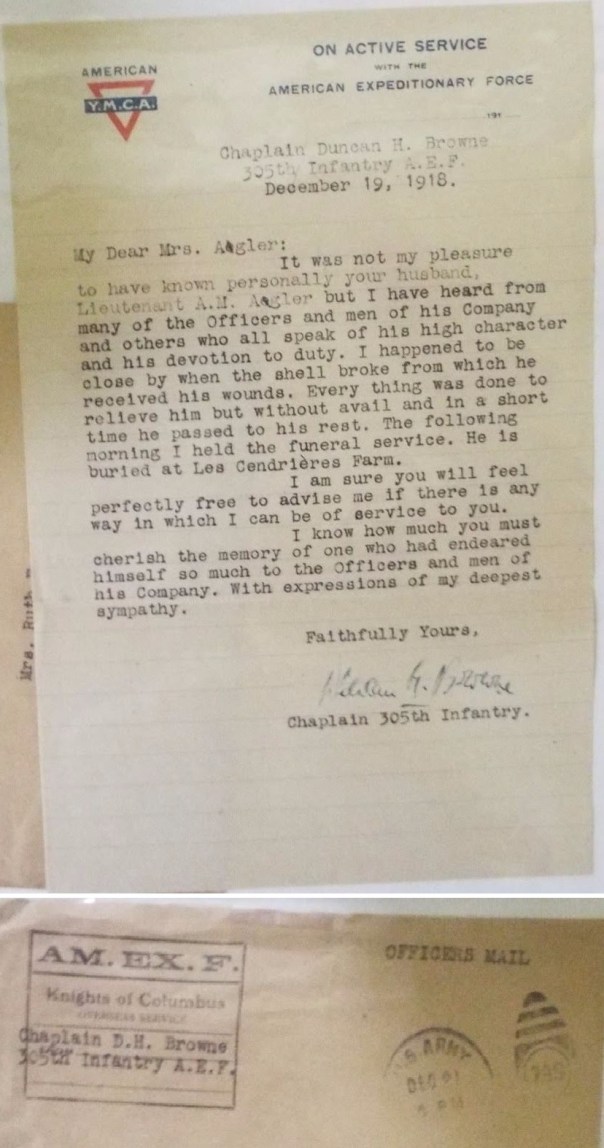 AMERICAN
Y.M.C.A.
ON ACTIVE SERVICE
WITH THE
AMERICAN EXPEDITIONARY FORCE
191
Chaplain Duncan H. Browne
305th Infantry A.E.F.
December 19, 1918.
My Dear Mrs. Aagler:
It was not my pleasure
to have known personally your husband,
Lieutenant A.M. Aagler but I have heard from
many of the Officers and men of his Company
and others who all speak of his high character
and his devotion to duty. I happened to be
close by when the shell broke from which he
received his wounds. Every thing was done to
relieve him but without avail and in a short
time he passed to his rest. The following
morning I held the funeral service. He is
buried at Les Cendrières Farm.
I am sure you will feel
perfectly free to advise me if there is any
way in which I can be of service to you.
I know how much you must
cherish the memory of one who had endeared
himself so much to the Officers and men of
his Company. With expressions of my deepest
sympathy.
Faithfully Yours,
H. Browne
Chaplain 305th Infantry.
Mrs. Ruth
AM. EX. F.
Knights of Columbus
OVERSEAS SERVICE
Chaplain D.H. Browne
305th Infantry A.E.F.
OFFICERS MAIL
ARMY
DEC